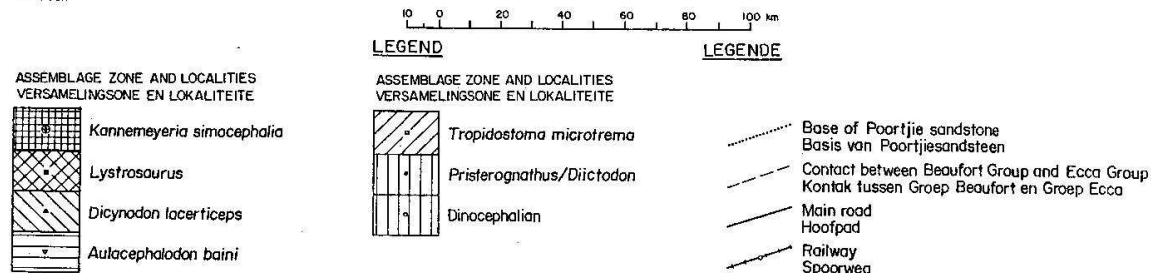 10 0 20 40 60 80 100 km
LEGEND
LEGENDE
ASSEMBLAGE ZONE AND LOCALITIES
VERSAMELINGSONE EN LOKALITEITE
Kannemeyeria simocephalia
Lystrosaurus
Dicynodon lacerticeps
Aulacephalodon baini
ASSEMBLAGE ZONE AND LOCALITIES
VERSAMELINGSONE EN LOKALITEITE
Tropidostoma microtrema
Pristerognathus/Diictodon
Dinocephalian
Base of Poortjie sandstone
Basis van Poortjiesandsteen
Contact between Beaufort Group and Ecca Group
Kontak tussen Groep Beaufort en Groep Ecca
Main road
Hoofpad
Railway
Spoorweg